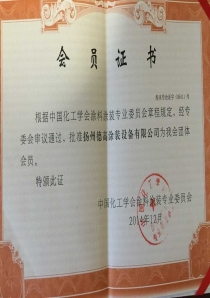 会员证书
根据中国化工学会涂料涂装专业委员会章程规定，经专
委会审议通过，批准扬州德高涂装设备有限公司为我会团体
会员。
特颁此证
中国化工学会涂料涂装专业委员会
2014年12月